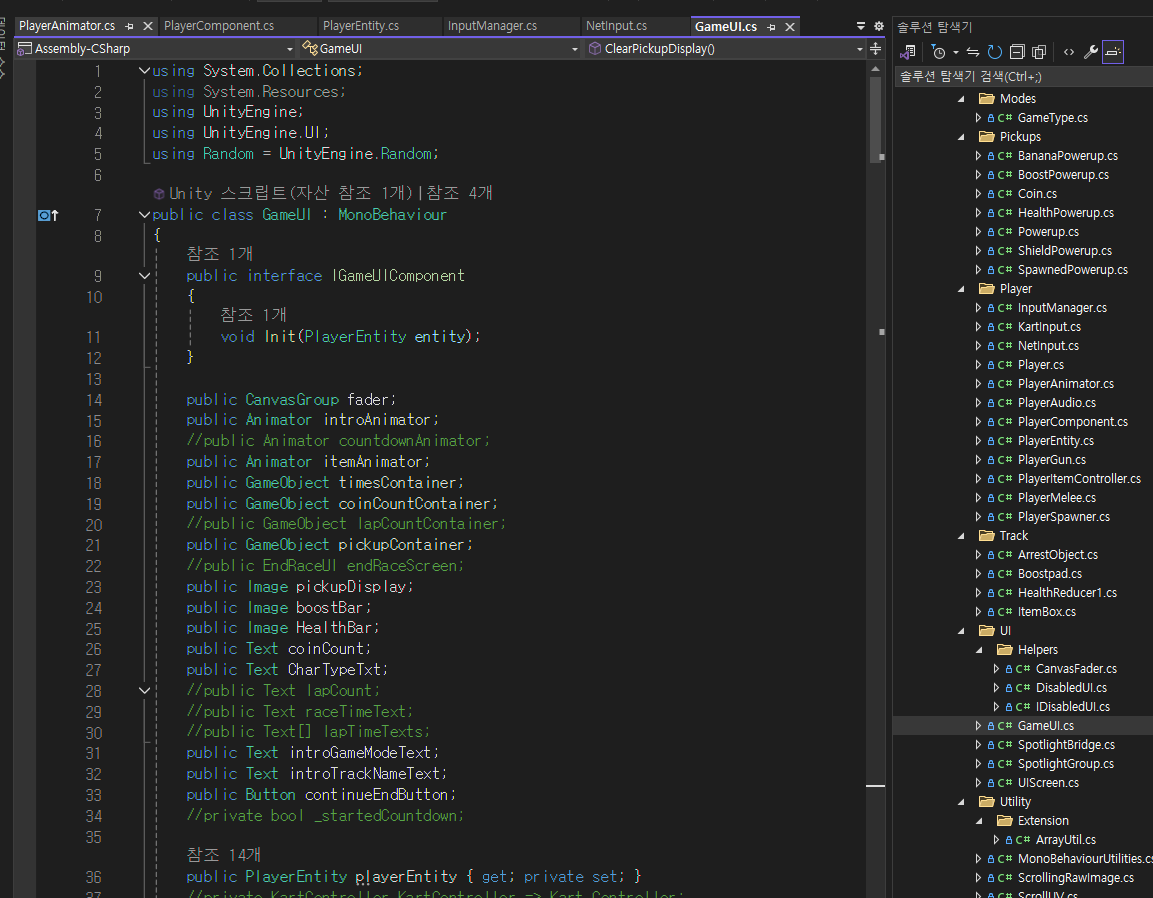 PlayerAnimator.cs PlayerComponent.cs PlayerEntity.cs InputManager.cs NetInput.cs GameUI.cs
Assembly-CSharp GameUI ClearPickupDisplay()
1 using System.Collections;
2 using System.Resources;
3 using UnityEngine;
4 using UnityEngine.UI;
5 using Random = UnityEngine.Random;
6
Unity 스크립트(자산 참조 1개)|참조 4개
7 public class GameUI : MonoBehaviour
8 {
참조 1개
9 public interface IGameUIComponent
10 {
참조 1개
11 void Init(PlayerEntity entity);
12 }
13
14 public CanvasGroup fader;
15 public Animator introAnimator;
16 //public Animator countdownAnimator;
17 public Animator itemAnimator;
18 public GameObject timesContainer;
19 public GameObject coinCountContainer;
20 //public GameObject lapCountContainer;
21 public GameObject pickupContainer;
22 //public EndRaceUI endRaceScreen;
23 public Image pickupDisplay;
24 public Image boostBar;
25 public Image HealthBar;
26 public Text coinCount;
27 public Text CharTypeTxt;
28 //public Text lapCount;
29 //public Text raceTimeText;
30 //public Text[] lapTimeTexts;
31 public Text introGameModeText;
32 public Text introTrackNameText;
33 public Button continueEndButton;
34 //private bool _startedCountdown;
35
참조 14개
36 public PlayerEntity playerEntity { get; private set; }
37 //private KartController KartController => Kart.Controller;
솔루션 탐색기
솔루션 탐색기 검색(Ctrl+;)
Modes
C# GameType.cs
Pickups
C# BananaPowerup.cs
C# BoostPowerup.cs
C# Coin.cs
C# HealthPowerup.cs
C# Powerup.cs
C# ShieldPowerup.cs
C# SpawnedPowerup.cs
Player
C# InputManager.cs
C# KartInput.cs
C# NetInput.cs
C# Player.cs
C# PlayerAnimator.cs
C# PlayerAudio.cs
C# PlayerComponent.cs
C# PlayerEntity.cs
C# PlayerGun.cs
C# PlayerItemController.cs
C# PlayerMelee.cs
C# PlayerSpawner.cs
Track
C# ArrestObject.cs
C# Boostpad.cs
C# HealthReducer1.cs
C# ItemBox.cs
UI
Helpers
C# CanvasFader.cs
C# DisabledUI.cs
C# IDisabledUI.cs
C# GameUI.cs
C# SpotlightBridge.cs
C# SpotlightGroup.cs
C# UIScreen.cs
Utility
Extension
C# ArrayUtil.cs
C# MonoBehaviourUtilities.cs
C# ScrollingRawImage.cs
C# ScrollUV.cs